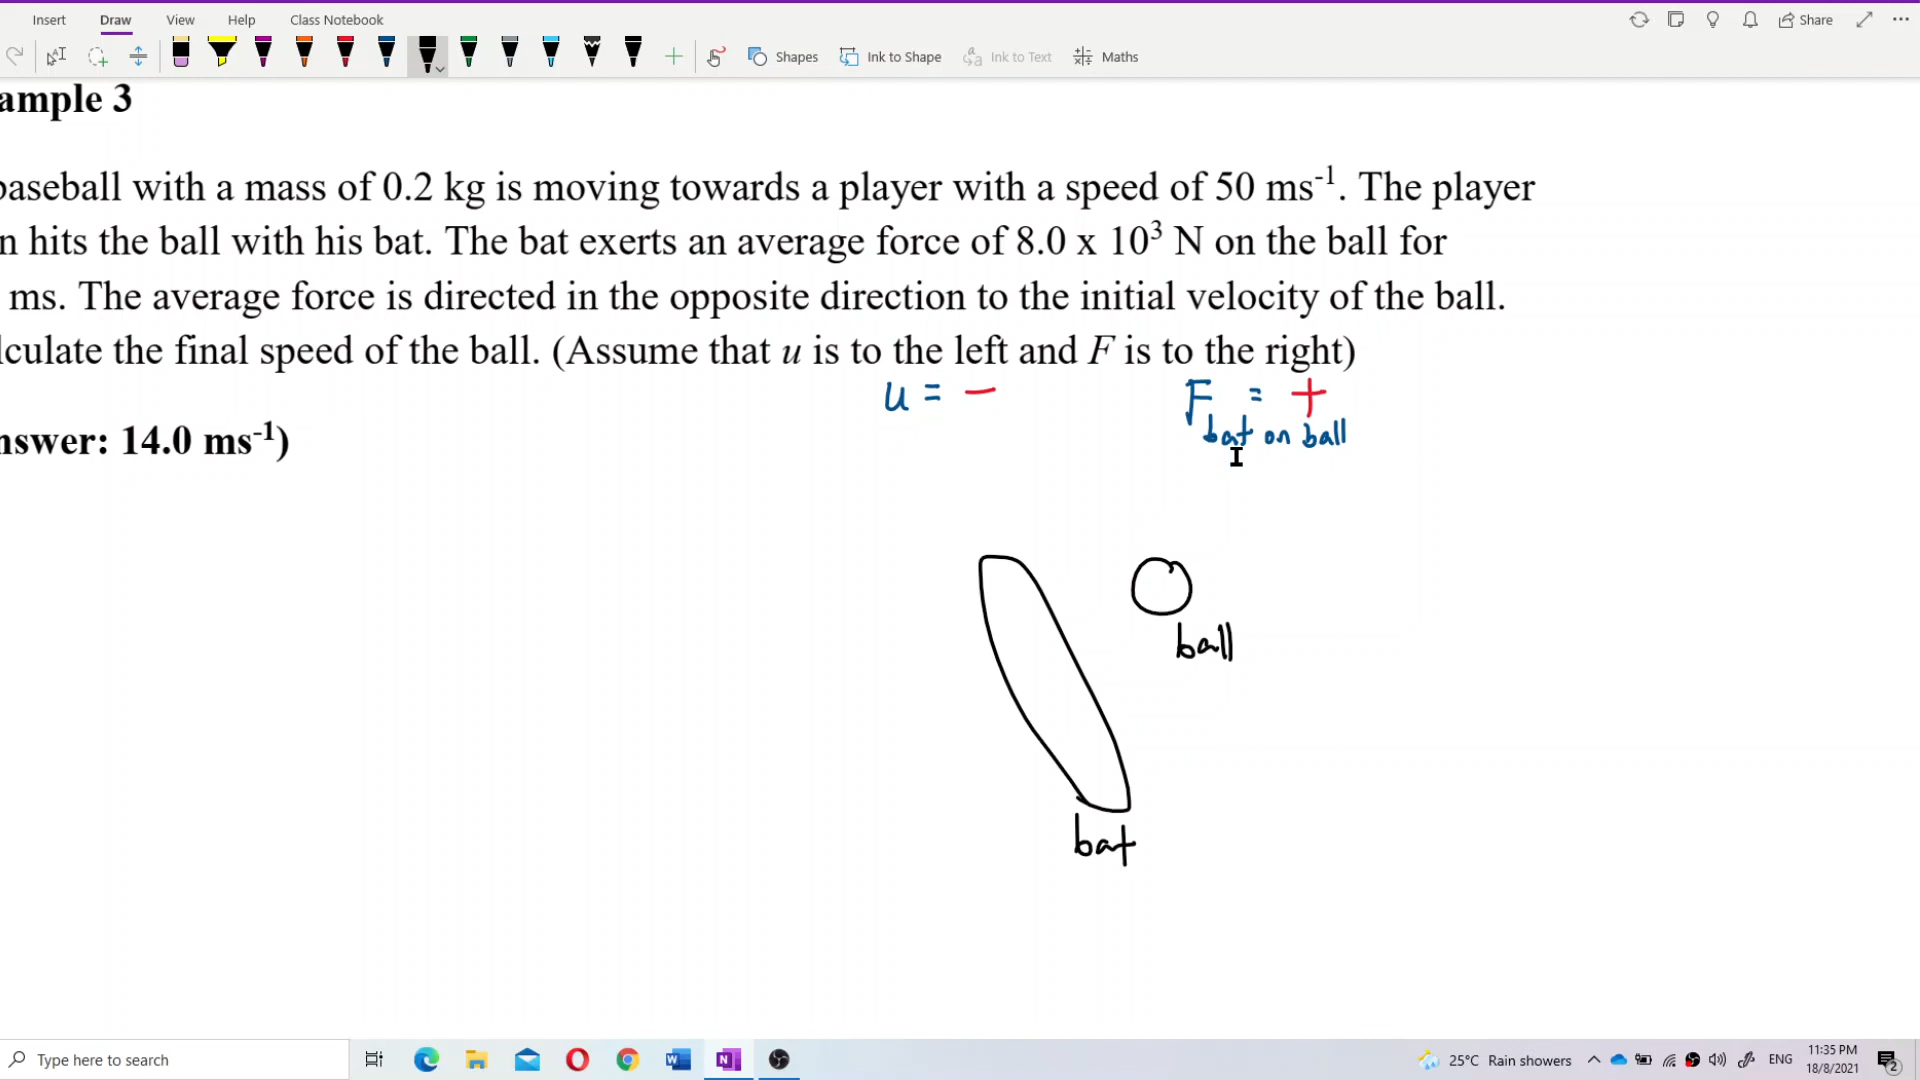 Insert Draw View Help Class Notebook Share
Shapes Ink to Shape Ink to Text Maths
ample 3
baseball with a mass of 0.2 kg is moving towards a player with a speed of 50 ms-1. The player
n hits the ball with his bat. The bat exerts an average force of 8.0 x 10³ N on the ball for
ms. The average force is directed in the opposite direction to the initial velocity of the ball.
lculate the final speed of the ball. (Assume that u is to the left and F is to the right)
u = − F = +
bat on ball
nswer: 14.0 ms-1)
ball
bat
Type here to search 25°C Rain showers ENG 11:35 PM
18/8/2021 2